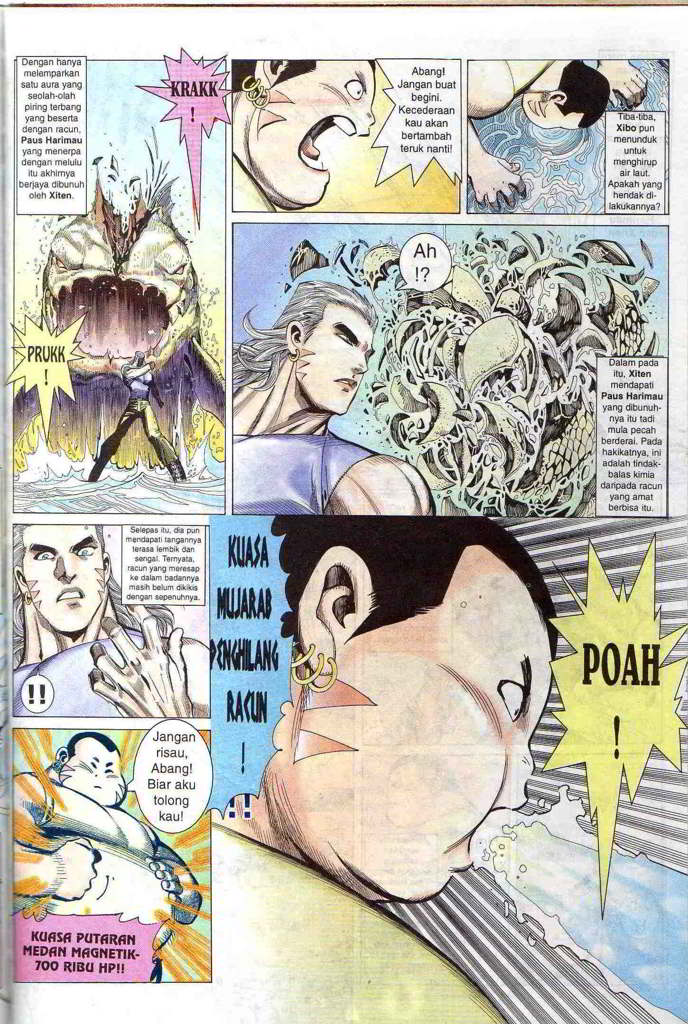 Dengan hanya
melemparkan
satu aura yang
seolah-olah
piring terbang
yang beserta
dengan racun,
Paus Harimau
yang menerpa
dengan melulu
itu akhirnya
berjaya dibunuh
oleh Xiten.
KRAKK
!
PRUKK
!
Abang!
Jangan buat
begini.
Kecederaan
kau akan
bertambah
teruk nanti!
Tiba-tiba,
Xibo pun
menunduk
untuk
menghirup
air laut.
Apakah yang
hendak di-
lakukannya?
Ah
!?
Dalam pada
itu, Xiten
mendapati
Paus Harimau
yang dibunuh-
nya itu tadi
mula pecah
berderai. Pada
hakikatnya, ini
adalah tindak-
balas kimia
daripada racun
yang amat
berbisa itu.
Selepas itu, dia pun
mendapati tangannya
terasa lembik dan
sengal. Ternyata,
racun yang meresap
ke dalam badannya
masih belum dikikis
dengan sepenuhnya.
!!
KUASA
MUJARAB
PENGHILANG
RACUN
!
!!
POAH
!
Jangan
risau,
Abang!
Biar aku
tolong
kau!
KUASA PUTARAN
MEDAN MAGNETIK-
700 RIBU HP!!